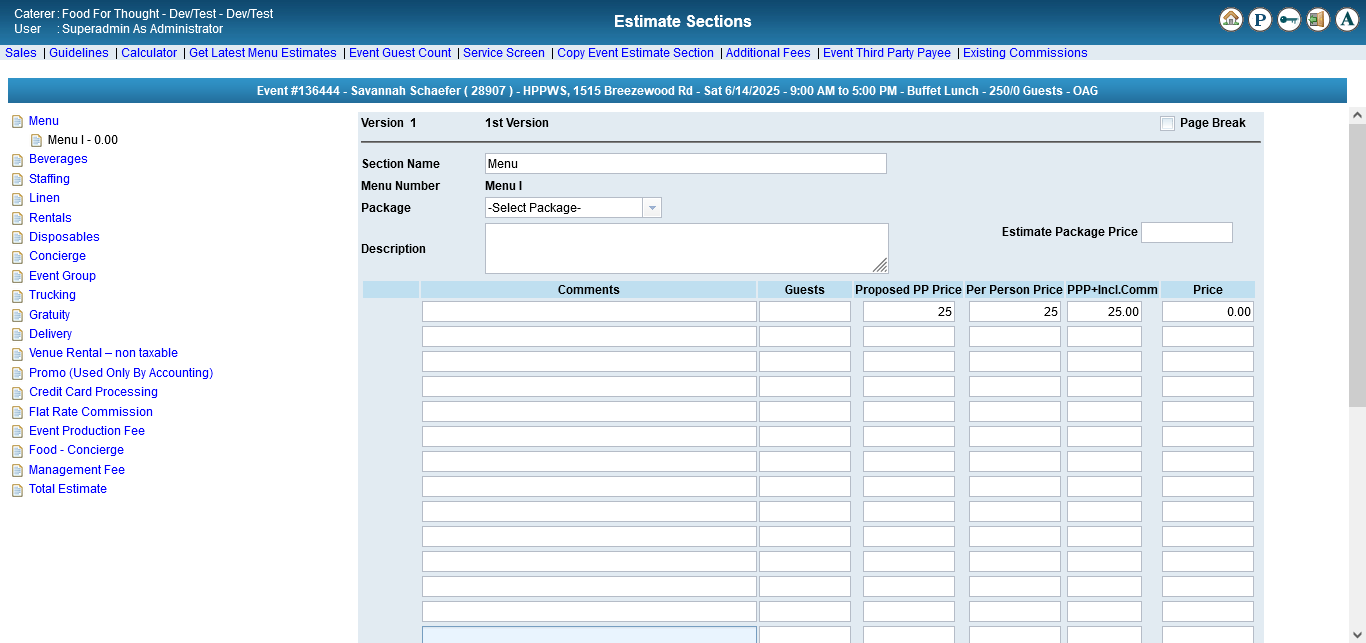 Caterer : Food For Thought - Dev/Test - Dev/Test
User : Superadmin As Administrator
Estimate Sections
P
A
Sales | Guidelines | Calculator | Get Latest Menu Estimates | Event Guest Count | Service Screen | Copy Event Estimate Section | Additional Fees | Event Third Party Payee | Existing Commissions
Event #136444 - Savannah Schaefer ( 28907 ) - HPPWS, 1515 Breezewood Rd - Sat 6/14/2025 - 9:00 AM to 5:00 PM - Buffet Lunch - 250/0 Guests - OAG
Menu
Menu I - 0.00
Beverages
Staffing
Linen
Rentals
Disposables
Concierge
Event Group
Trucking
Gratuity
Delivery
Venue Rental – non taxable
Promo (Used Only By Accounting)
Credit Card Processing
Flat Rate Commission
Event Production Fee
Food - Concierge
Management Fee
Total Estimate
Version 1 1st Version Page Break
Section Name Menu
Menu Number Menu I
Package -Select Package-
Estimate Package Price
Description
Comments Guests Proposed PP Price Per Person Price PPP+Incl.Comm Price
25 25 25.00 0.00